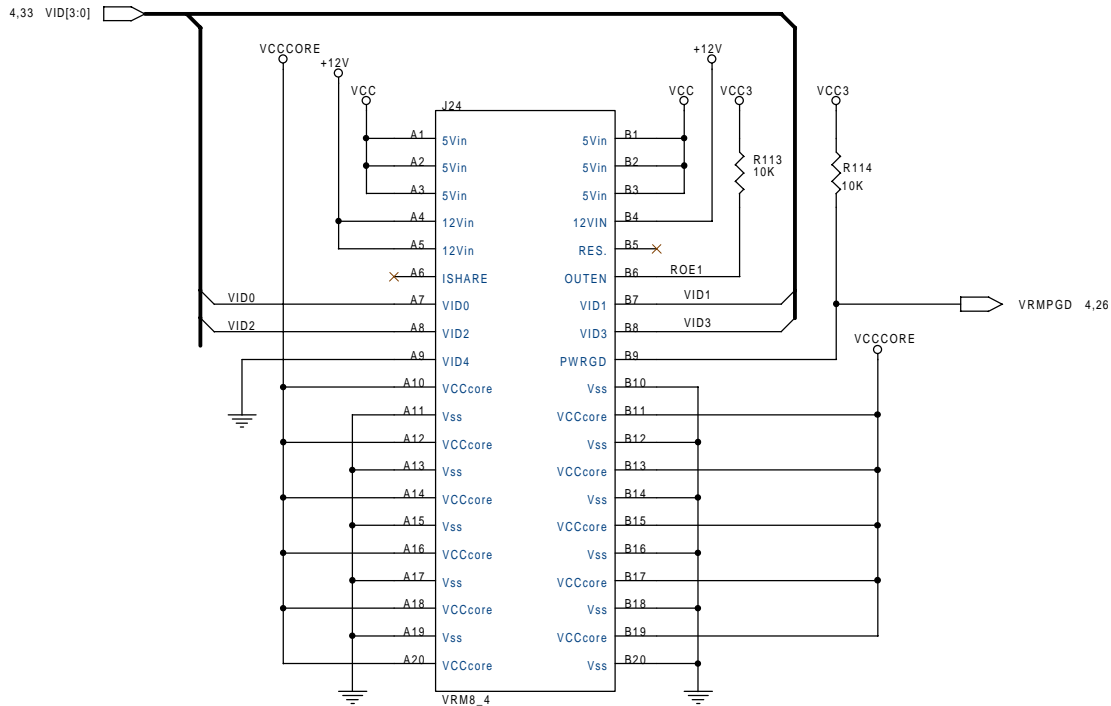 4,33 VID[3:0]
VCCCORE
+12V
+12V
VCC
VCC
VCC3
VCC3
J24
R113
10K
R114
10K
A1 5Vin 5Vin B1
A2 5Vin 5Vin B2
A3 5Vin 5Vin B3
A4 12Vin 12VIN B4
A5 12Vin RES. B5
A6 ISHARE OUTEN B6 ROE1
VID0 A7 VID0 VID1 B7 VID1
VRMPGD 4,26
VID2 A8 VID2 VID3 B8 VID3
VCCCORE
A9 VID4 PWRGD B9
A10 VCCcore Vss B10
A11 Vss VCCcore B11
A12 VCCcore Vss B12
A13 Vss VCCcore B13
A14 VCCcore Vss B14
A15 Vss VCCcore B15
A16 VCCcore Vss B16
A17 Vss VCCcore B17
A18 VCCcore Vss B18
A19 Vss VCCcore B19
A20 VCCcore Vss B20
VRM8_4